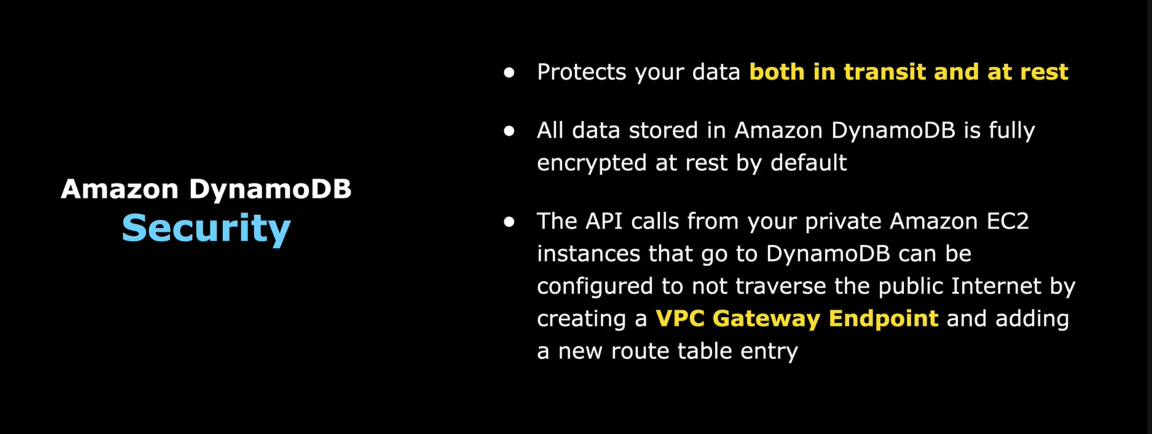 Amazon DynamoDB
Security
● Protects your data both in transit and at rest
● All data stored in Amazon DynamoDB is fully
encrypted at rest by default
● The API calls from your private Amazon EC2
instances that go to DynamoDB can be
configured to not traverse the public Internet by
creating a VPC Gateway Endpoint and adding
a new route table entry